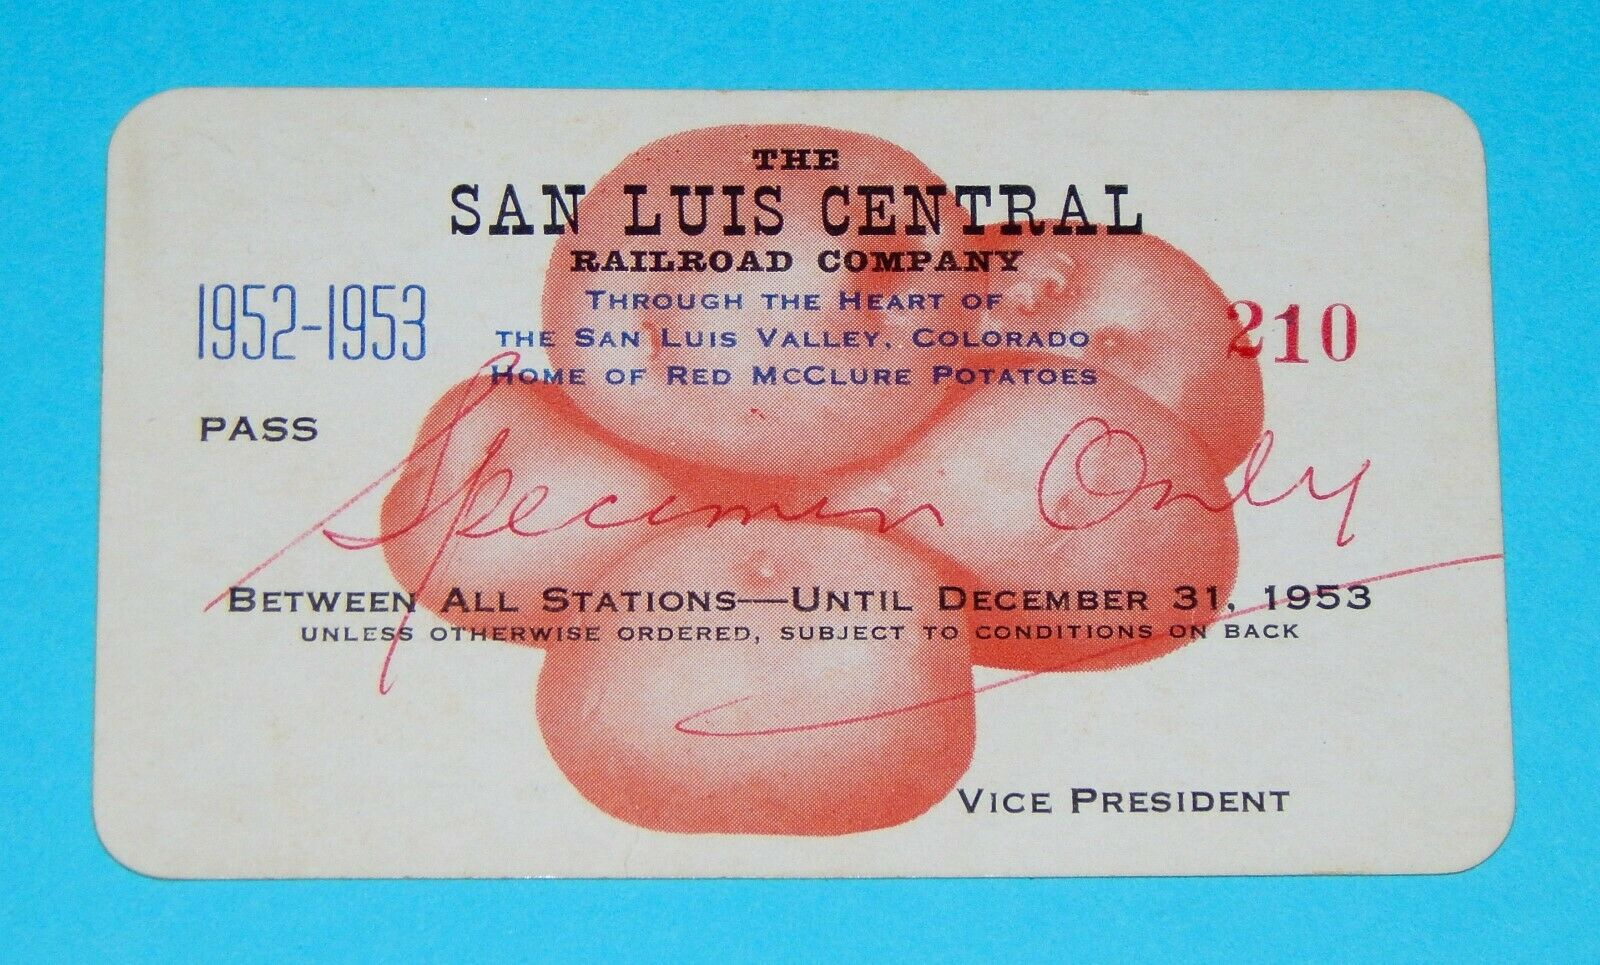 THE
SAN LUIS CENTRAL
RAILROAD COMPANY
1952-1953
THROUGH THE HEART OF
THE SAN LUIS VALLEY, COLORADO
210
HOME OF RED MCCLURE POTATOES
PASS
Specimen Only
BETWEEN ALL STATIONS—UNTIL DECEMBER 31, 1953
UNLESS OTHERWISE ORDERED, SUBJECT TO CONDITIONS ON BACK
VICE PRESIDENT